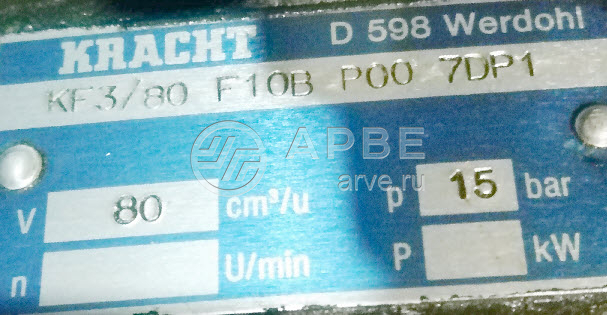 KRACHT D 598 Werdohl
KF3/80 F10B P00 7DP1
АРВЕ
arve.ru
V 80 cm³/u p 15 bar
n U/min P kW